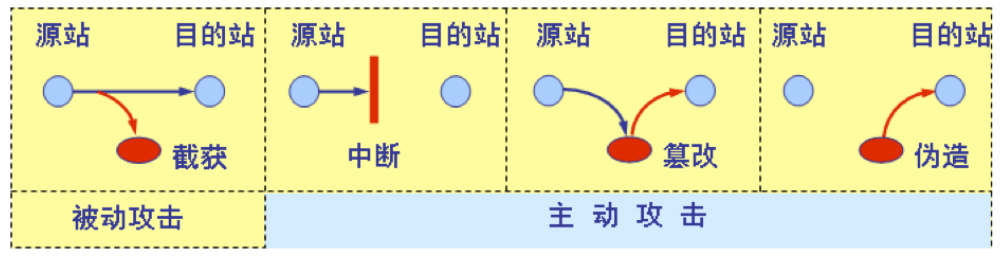 源站 目的站 源站 目的站 源站 目的站 源站 目的站
截获 中断 篡改 伪造
被动攻击 主动攻击